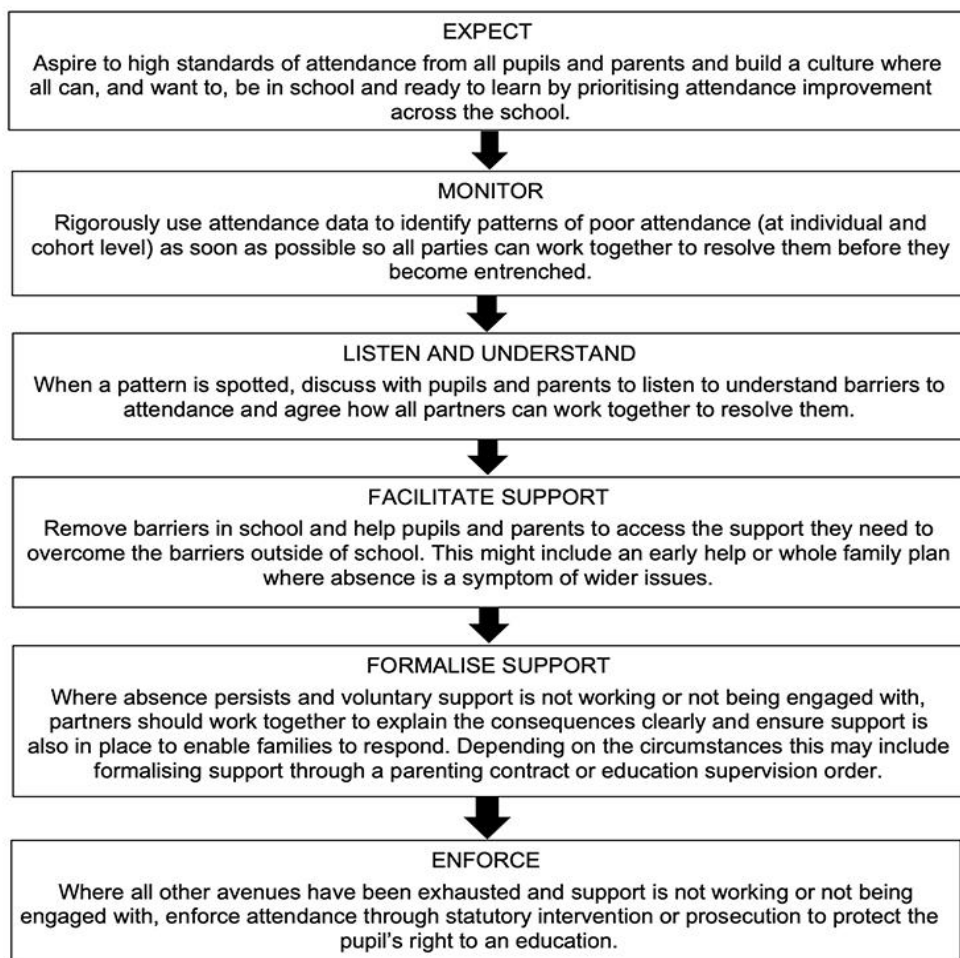 EXPECT
Aspire to high standards of attendance from all pupils and parents and build a culture where
all can, and want to, be in school and ready to learn by prioritising attendance improvement
across the school.
MONITOR
Rigorously use attendance data to identify patterns of poor attendance (at individual and
cohort level) as soon as possible so all parties can work together to resolve them before they
become entrenched.
LISTEN AND UNDERSTAND
When a pattern is spotted, discuss with pupils and parents to listen to understand barriers to
attendance and agree how all partners can work together to resolve them.
FACILITATE SUPPORT
Remove barriers in school and help pupils and parents to access the support they need to
overcome the barriers outside of school. This might include an early help or whole family plan
where absence is a symptom of wider issues.
FORMALISE SUPPORT
Where absence persists and voluntary support is not working or not being engaged with,
partners should work together to explain the consequences clearly and ensure support is
also in place to enable families to respond. Depending on the circumstances this may include
formalising support through a parenting contract or education supervision order.
ENFORCE
Where all other avenues have been exhausted and support is not working or not being
engaged with, enforce attendance through statutory intervention or prosecution to protect the
pupil's right to an education.